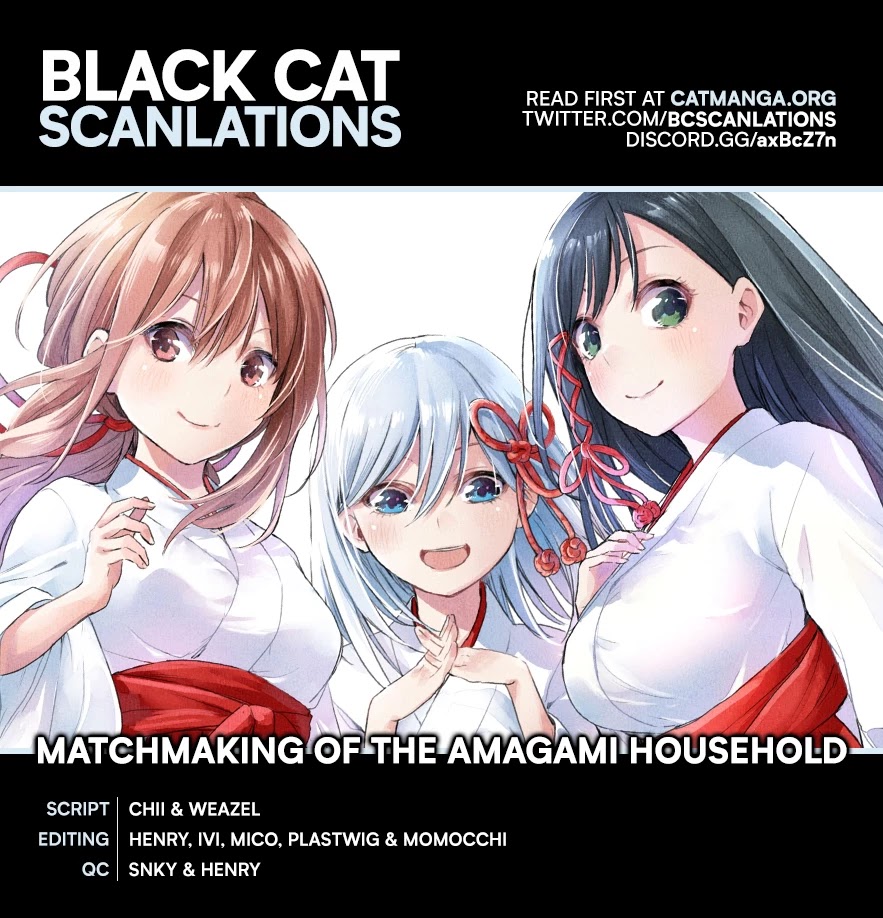 BLACK CAT
SCANLATIONS
READ FIRST AT CATMANGA.ORG
TWITTER.COM/BCSCANLATIONS
DISCORD.GG/axBcZ7n
MATCHMAKING OF THE AMAGAMI HOUSEHOLD
SCRIPT CHII & WEAZEL
EDITING HENRY, IVI, MICO, PLASTWIG & MOMOCCHI
QC SNKY & HENRY